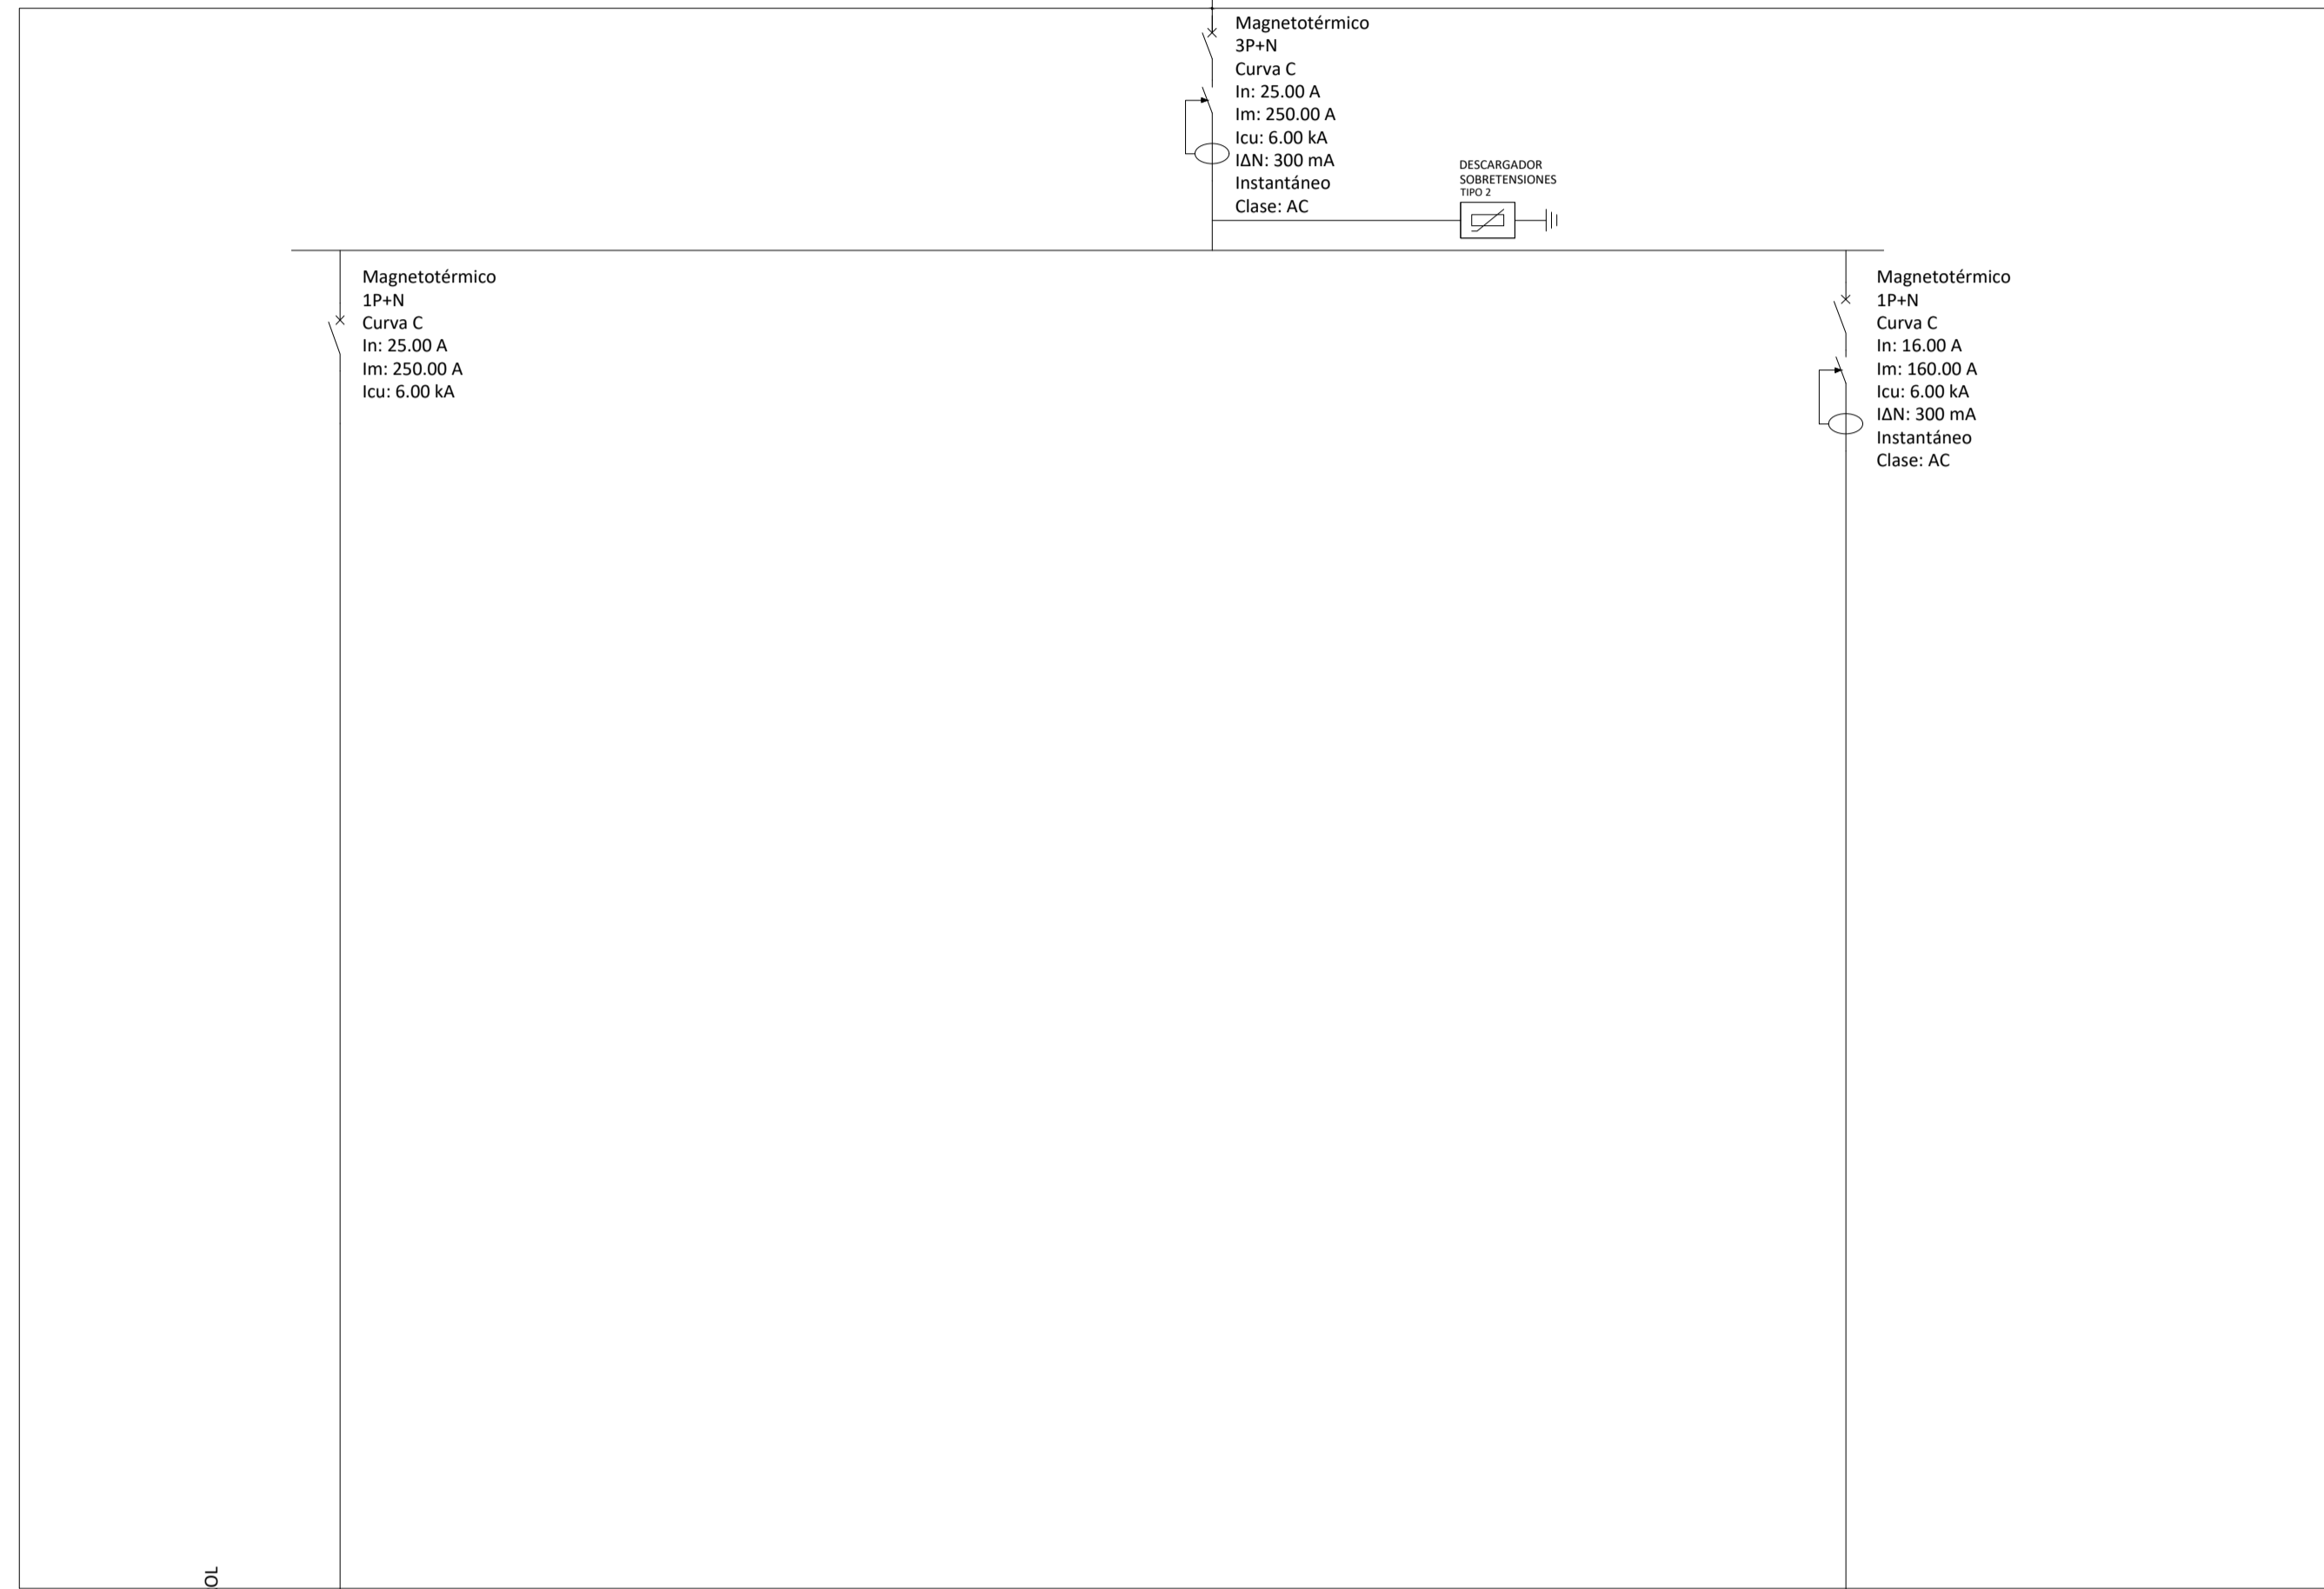 Magnetotérmico
3P+N
Curva C
In: 25.00 A
Im: 250.00 A
Icu: 6.00 kA
IΔN: 300 mA
Instantáneo
Clase: AC
DESCARGADOR
SOBRETENSIONES
TIPO 2
Magnetotérmico
1P+N
Curva C
In: 25.00 A
Im: 250.00 A
Icu: 6.00 kA
Magnetotérmico
1P+N
Curva C
In: 16.00 A
Im: 160.00 A
Icu: 6.00 kA
IΔN: 300 mA
Instantáneo
Clase: AC
OL